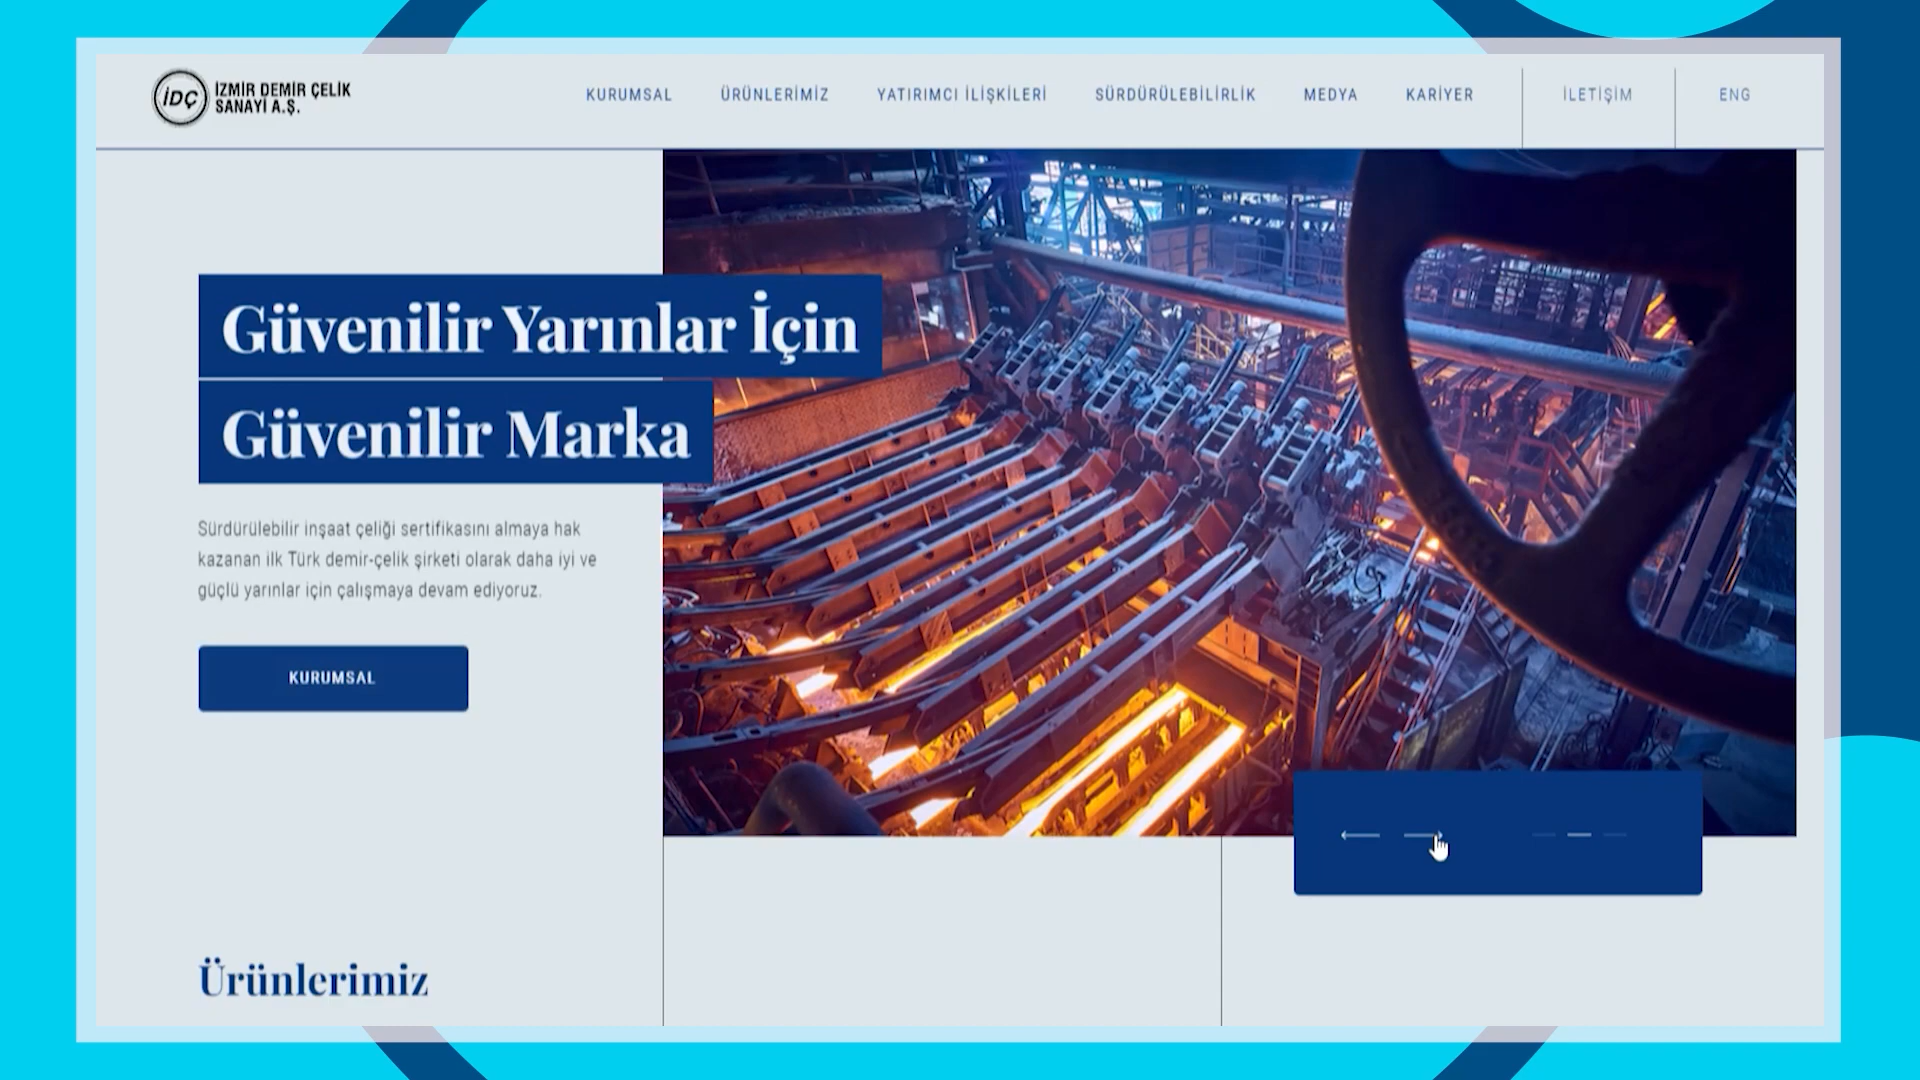 İDÇ
İZMİR DEMİR ÇELİK
SANAYİ A.Ş.
KURUMSAL
ÜRÜNLERİMİZ
YATIRIMCI İLİŞKİLERİ
SÜRDÜRÜLEBİLİRLİK
MEDYA
KARİYER
İLETİŞİM
ENG
Güvenilir Yarınlar İçin
Güvenilir Marka
Sürdürülebilir inşaat çeliği sertifikasını almaya hak
kazanan ilk Türk demir-çelik şirketi olarak daha iyi ve
güçlü yarınlar için çalışmaya devam ediyoruz.
KURUMSAL
Ürünlerimiz